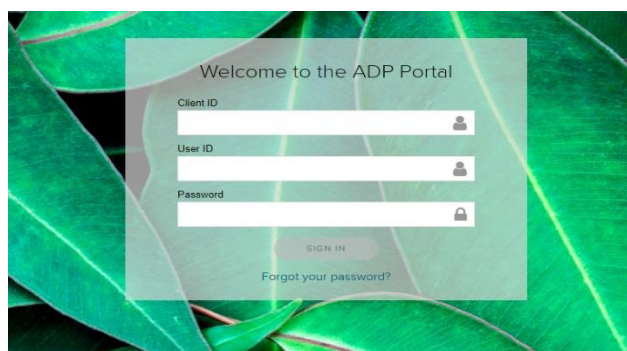 Welcome to the ADP Portal
Client ID
User ID
Password
SIGN IN
Forgot your password?